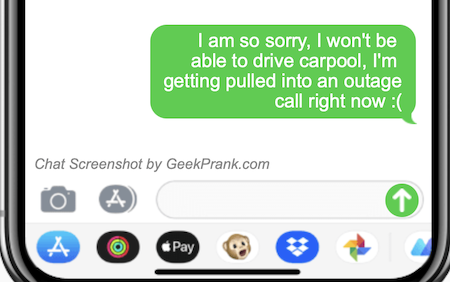 I am so sorry, I won't be
able to drive carpool, I'm
getting pulled into an outage
call right now :(
Chat Screenshot by GeekPrank.com
Pay